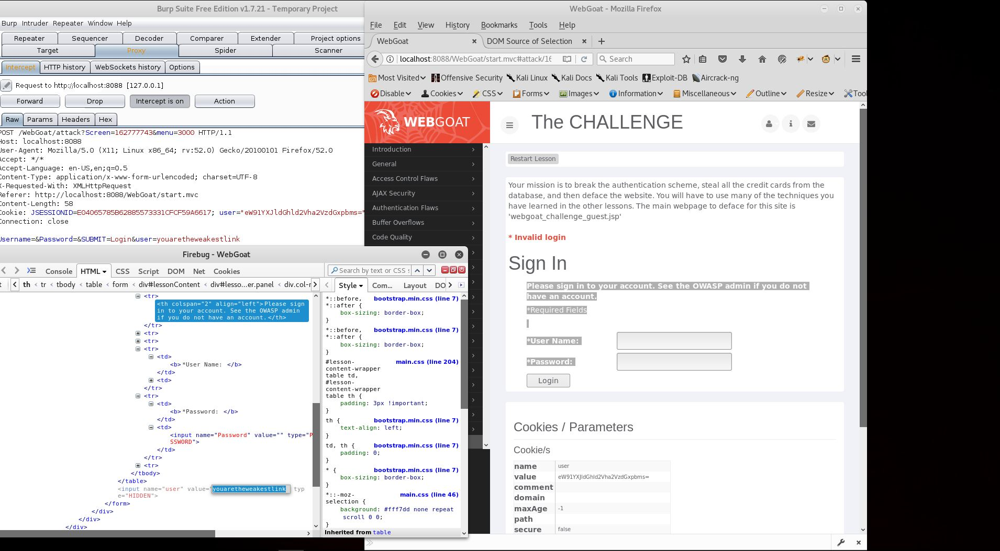 Burp Suite Free Edition v1.7.21 - Temporary Project
Burp Intruder Repeater Window Help
Repeater Sequencer Decoder Comparer Extender Project options
Target Proxy Spider Scanner
Intercept HTTP history WebSockets history Options
Request to http://localhost:8088 [127.0.0.1]
Forward Drop Intercept is on Action
Raw Params Headers Hex
POST /WebGoat/attack?Screen=162777743&menu=3000 HTTP/1.1
Host: localhost:8088
User-Agent: Mozilla/5.0 (X11; Linux x86_64; rv:52.0) Gecko/20100101 Firefox/52.0
Accept: */*
Accept-Language: en-US,en;q=0.5
Content-Type: application/x-www-form-urlencoded; charset=UTF-8
X-Requested-With: XMLHttpRequest
Referer: http://localhost:8088/WebGoat/start.mvc
Content-Length: 58
Cookie: JSESSIONID=E04065785B62885573331CFCF59A6617; user="eW91YXJldGhld2Vha2VzdGxpbms="
Connection: close
Username=&Password=&SUBMIT=Login&user=youaretheweakestlink
WebGoat - Mozilla Firefox
File Edit View History Bookmarks Tools Help
WebGoat
DOM Source of Selection
localhost:8088/WebGoat/start.mvc#attack/16
Search
Most Visited Offensive Security Kali Linux Kali Docs Kali Tools Exploit-DB Aircrack-ng
Disable Cookies CSS Forms Images Information Miscellaneous Outline Resize Tool
WEBGOAT
The CHALLENGE
Introduction
General
Access Control Flaws
AJAX Security
Authentication Flaws
Buffer Overflows
Code Quality
Restart Lesson
Your mission is to break the authentication scheme, steal all the credit cards from the
database, and then deface the website. You will have to use many of the techniques you
have learned in the other lessons. The main webpage to deface for this site is
'webgoat_challenge_guest.jsp'
* Invalid login
Sign In
Please sign in to your account. See the OWASP admin if you do not
have an account.
*Required Fields
*User Name:
*Password:
Login
Cookies / Parameters
Cookie/s
name user
value eW91YXJldGhld2Vha2VzdGxpbms=
comment
domain
maxAge -1
path
secure false
Firebug - WebGoat
Console HTML CSS Script DOM Net Cookies
Search by text or CSS s
t < th < tr < tbody < table < form < div#lessonContent < div#lesso...er.panel < div.col-r
Style Com... Layout DO
<tr>
<th colspan="2" align="left">Please sign
in to your account. See the OWASP admin
if you do not have an account.</th>
</tr>
<tr>
<tr>
<tr>
<td>
<b>*User Name: </b>
</td>
<td>
</tr>
<tr>
<td>
<b>*Password: </b>
</td>
<td>
<input name="Password" value="" type="P
SSWORD">
</td>
</tr>
<tr>
</tbody>
</table>
<input name="user" value="youaretheweakestlink typ
e="HIDDEN">
</form>
</div>
</div>
</div>
*::before, bootstrap.min.css (line 7)
*::after {
box-sizing: border-box;
}
*::before, bootstrap.min.css (line 7)
*::after {
box-sizing: border-box;
}
#lesson- main.css (line 204)
content-wrapper
table td,
#lesson-
content-wrapper
table th {
padding: 3px !important;
}
th { bootstrap.min.css (line 7)
text-align: left;
}
td, th { bootstrap.min.css (line 7)
padding: 0;
}
* { bootstrap.min.css (line 7)
box-sizing: border-box;
}
*::-moz- main.css (line 46)
selection {
background: #fff7dd none repeat
scroll 0 0;
}
Inherited from table